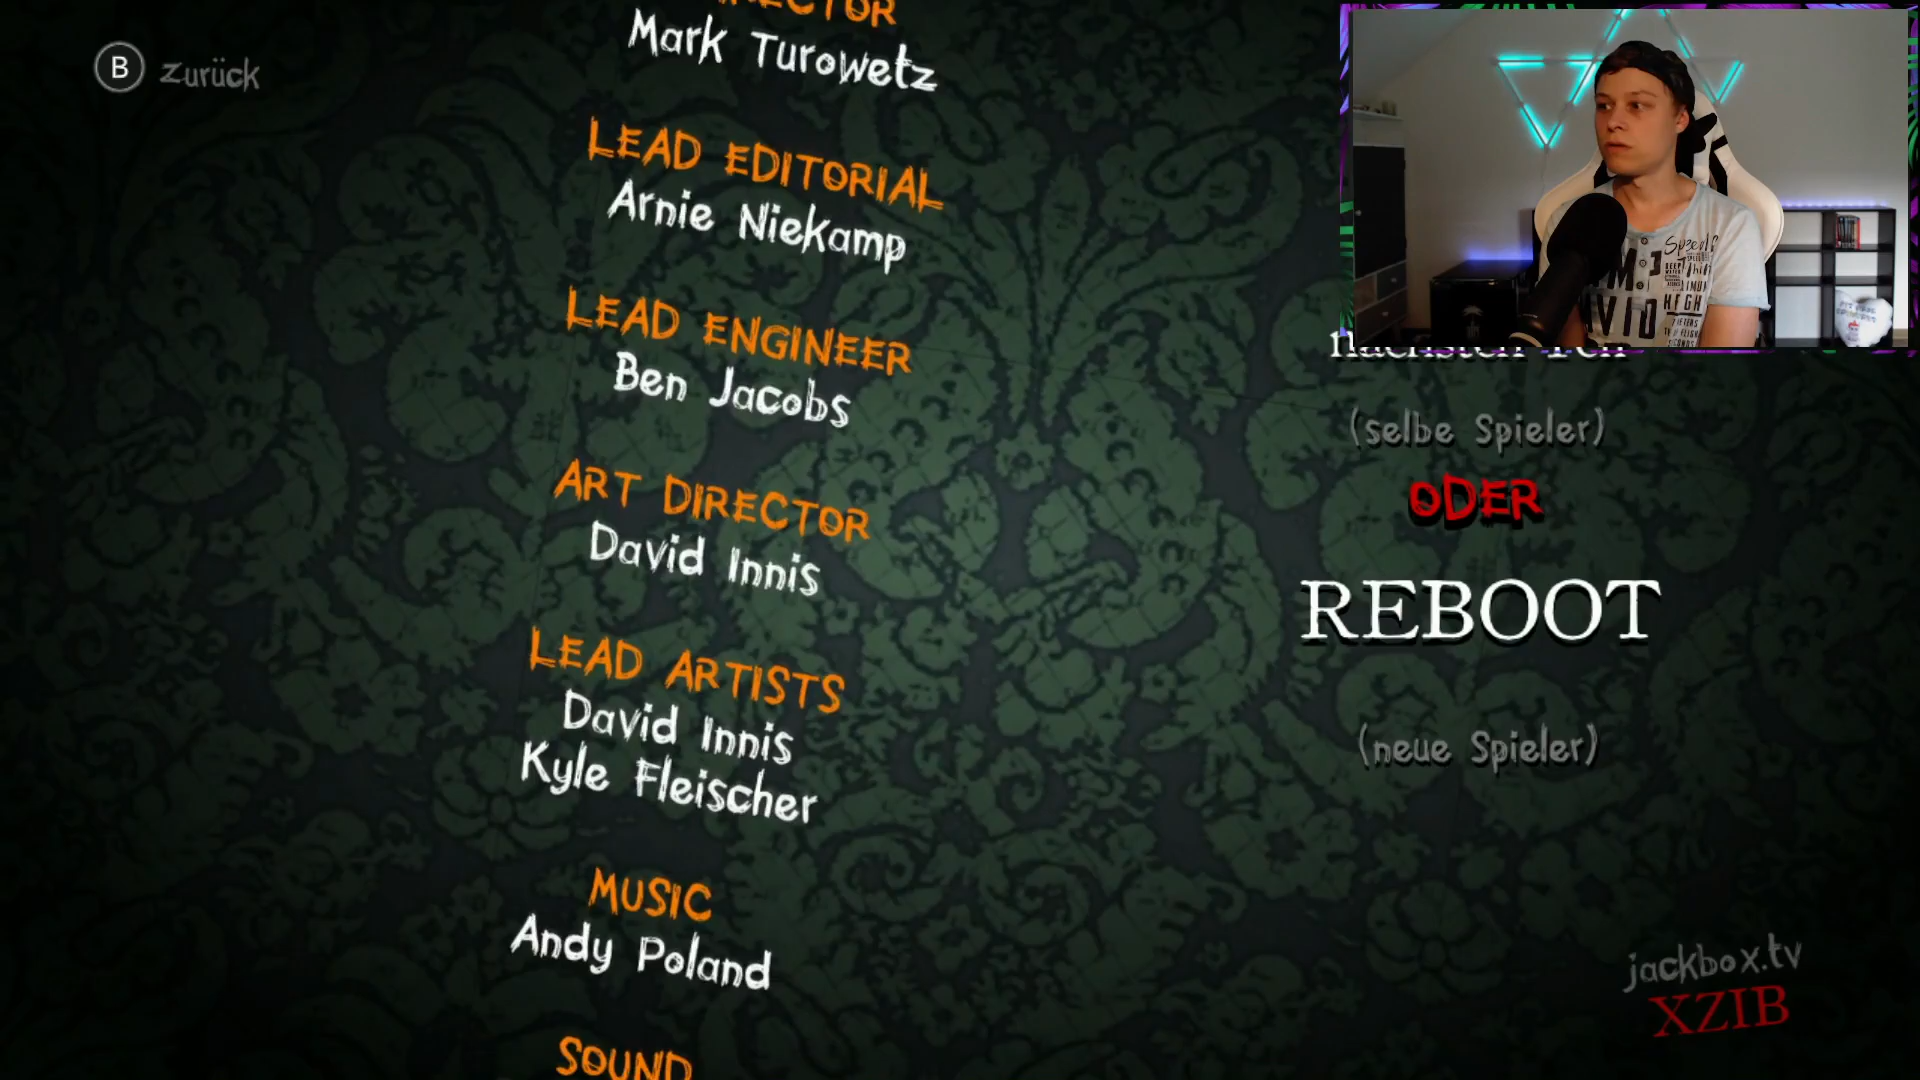 B Zurück
Mark Turowetz
LEAD EDITORIAL
Arnie Niekamp
LEAD ENGINEER
Ben Jacobs
ART DIRECTOR
David Innis
LEAD ARTISTS
David Innis
Kyle Fleischer
MUSIC
Andy Poland
SOUND
(selbe Spieler)
ODER
REBOOT
(neue Spieler)
jackbox.tv
XZIB